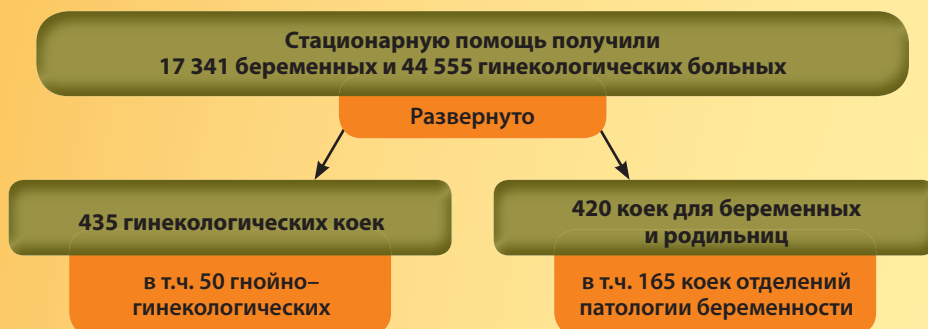 Стационарную помощь получили
17 341 беременных и 44 555 гинекологических больных
Развернуто
435 гинекологических коек
в т.ч. 50 гнойно–
гинекологических
420 коек для беременных
и родильниц
в т.ч. 165 коек отделений
патологии беременности